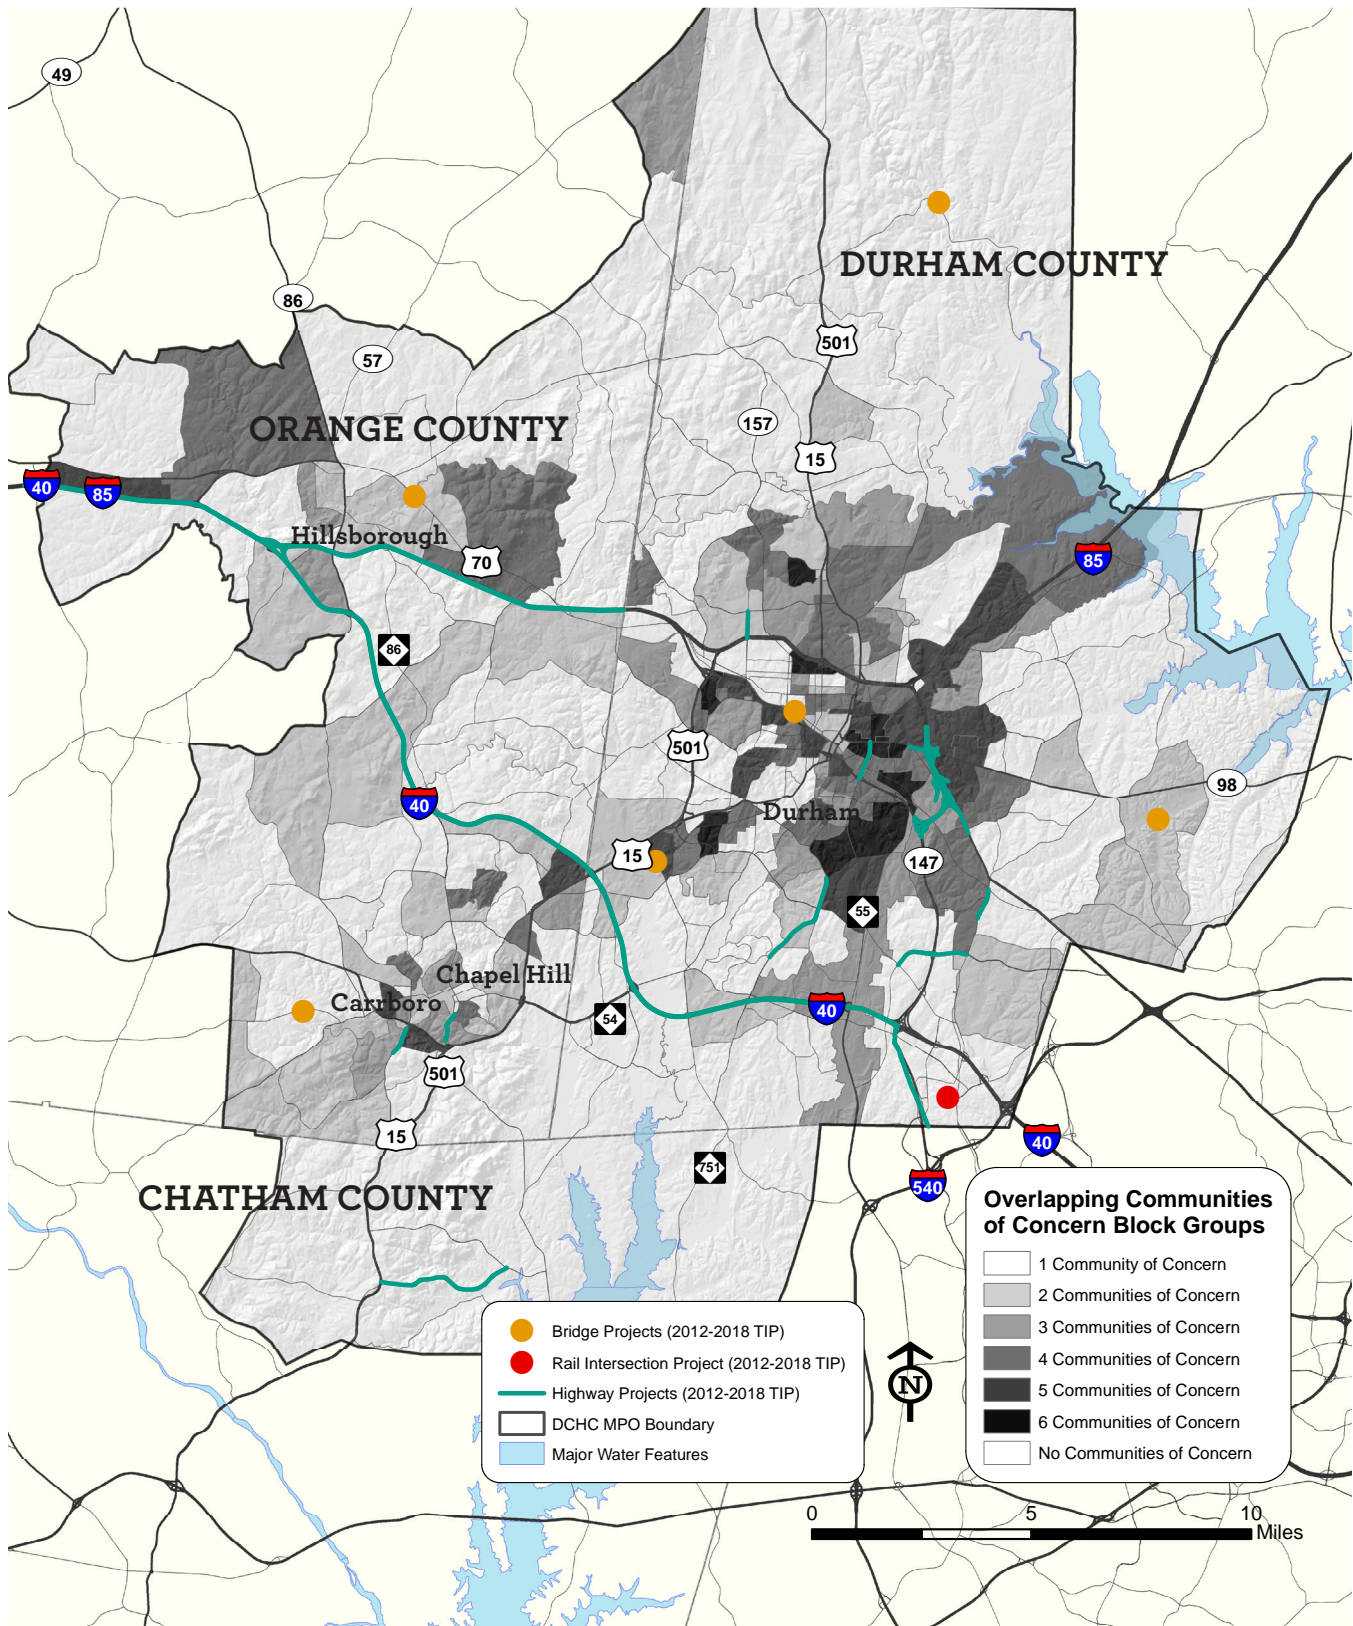 49
DURHAM COUNTY
86
501
57
157
ORANGE COUNTY
15
40
85
Hillsborough
70
85
86
501
98
40
Durham
15
147
55
Chapel Hill
Carrboro
40
54
501
15
40
751
540
CHATHAM COUNTY
Overlapping Communities
of Concern Block Groups
1 Community of Concern
2 Communities of Concern
3 Communities of Concern
4 Communities of Concern
5 Communities of Concern
6 Communities of Concern
No Communities of Concern
Bridge Projects (2012-2018 TIP)
Rail Intersection Project (2012-2018 TIP)
Highway Projects (2012-2018 TIP)
DCHC MPO Boundary
Major Water Features
N
0 5 10
Miles